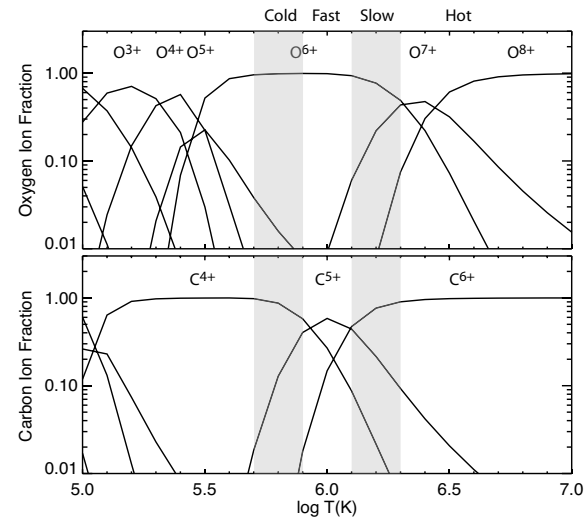 Cold Fast Slow Hot
O3+ O4+ O5+ O6+ O7+ O8+
1.00
0.10
0.01
Oxygen Ion Fraction
C4+ C5+ C6+
1.00
0.10
0.01
Carbon Ion Fraction
5.0 5.5 6.0 6.5 7.0
log T(K)